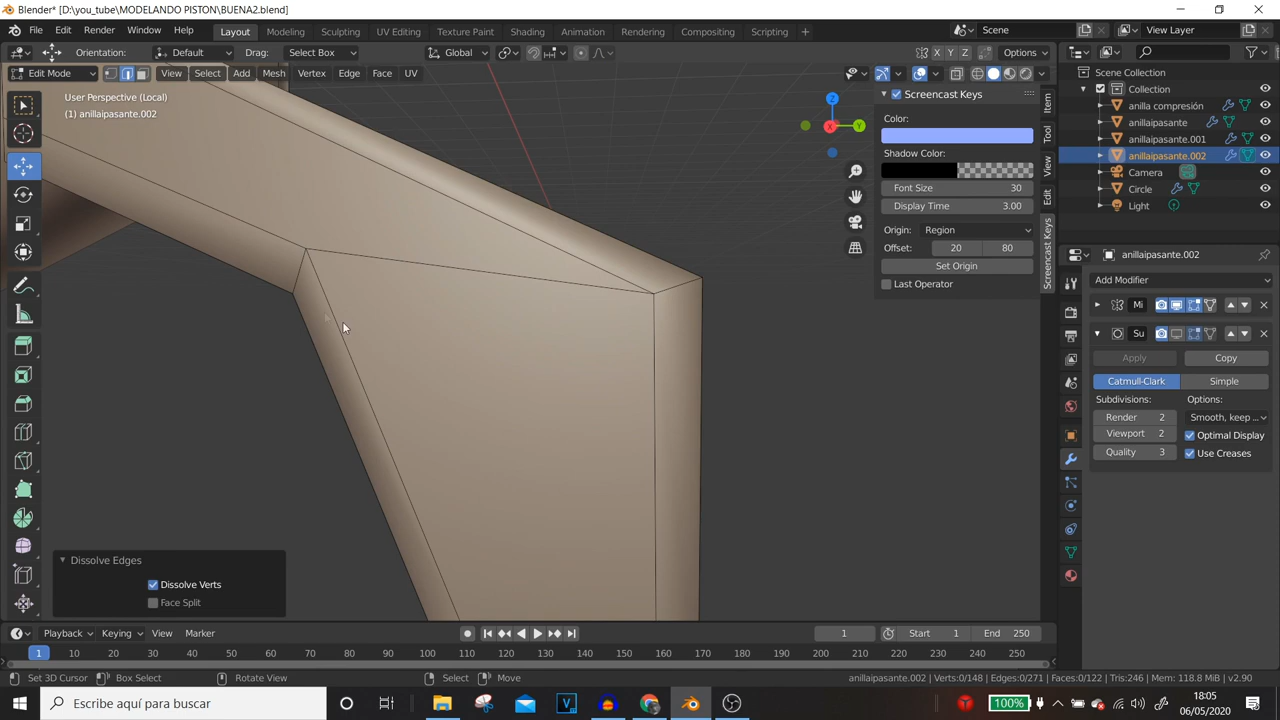 Blender* [D:\you_tube\MODELANDO PISTON\BUENA2.blend]
File Edit Render Window Help Layout Modeling Sculpting UV Editing Texture Paint Shading Animation Rendering Compositing Scripting + Scene View Layer
Orientation: Default Drag: Select Box Global X Y Z Options
Edit Mode View Select Add Mesh Vertex Edge Face UV
User Perspective (Local)
(1) anillaipasante.002
Z
Y
X
Screencast Keys
Color:
Shadow Color:
Font Size 30
Display Time 3.00
Origin: Region
Offset: 20 80
Set Origin
Last Operator
Item
Tool
View
Edit
Screencast Keys
Scene Collection
Collection
anilla compresión
anillaipasante
anillaipasante.001
anillaipasante.002
Camera
Circle
Light
anillaipasante.002
Add Modifier
Mi
Su
Apply Copy
Catmull-Clark Simple
Subdivisions: Options:
Render 2 Smooth, keep ...
Viewport 2 Optimal Display
Quality 3 Use Creases
Dissolve Edges
Dissolve Verts
Face Split
Playback Keying View Marker 1 Start 1 End 250
1 10 20 30 40 50 60 70 80 90 100 110 120 130 140 150 160 170 180 190 200 210 220 230 240 250
Set 3D Cursor Box Select Rotate View Select Move anillaipasante.002 | Verts:0/148 | Edges:0/271 | Faces:0/122 | Tris:246 | Mem: 118.8 MiB | v2.90
Escribe aquí para buscar 100% 18:05
06/05/2020